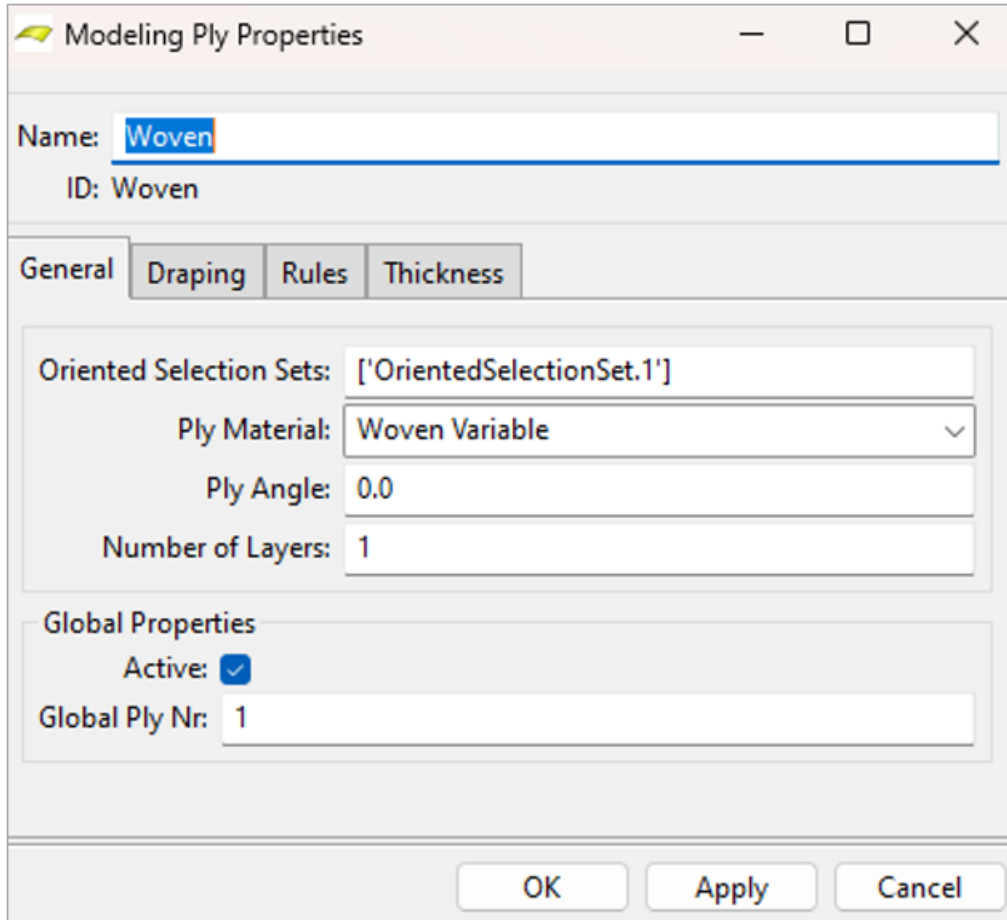 Modeling Ply Properties
Name: Woven
ID: Woven
General Draping Rules Thickness
Oriented Selection Sets: ['OrientedSelectionSet.1']
Ply Material: Woven Variable
Ply Angle: 0.0
Number of Layers: 1
Global Properties
Active:
Global Ply Nr: 1
OK Apply Cancel